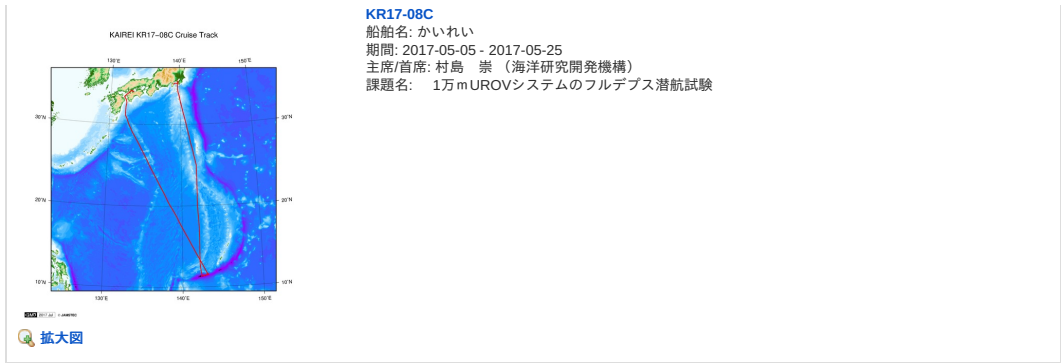 KR17-08C
船舶名: かいれい
期間: 2017-05-05 - 2017-05-25
主席/首席: 村島　崇 （海洋研究開発機構）
課題名:　 1万ｍUROVシステムのフルデプス潜航試験
KAIREI KR17-08C Cruise Track
130°E 140°E 150°E
30°N 30°N
20°N 20°N
10°N 10°N
130°E 140°E 150°E
GMT 2017 Jul © JAMSTEC
拡大図